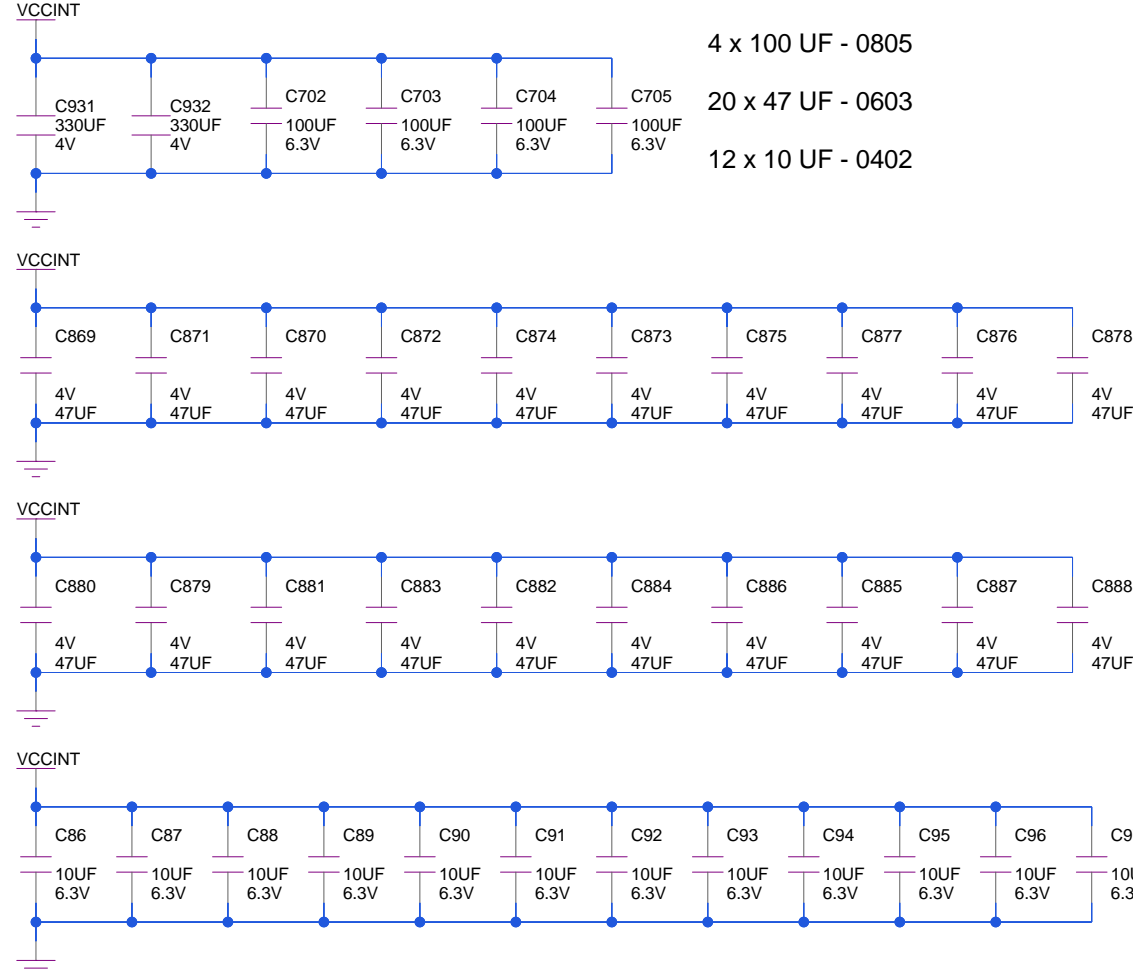 VCCINT
4 x 100 UF - 0805
C931 C932 C702 C703 C704 C705
330UF 330UF 100UF 100UF 100UF 100UF
4V 4V 6.3V 6.3V 6.3V 6.3V
20 x 47 UF - 0603
12 x 10 UF - 0402
VCCINT
C869 C871 C870 C872 C874 C873 C875 C877 C876 C878
4V 4V 4V 4V 4V 4V 4V 4V 4V 4V
47UF 47UF 47UF 47UF 47UF 47UF 47UF 47UF 47UF 47UF
VCCINT
C880 C879 C881 C883 C882 C884 C886 C885 C887 C888
4V 4V 4V 4V 4V 4V 4V 4V 4V 4V
47UF 47UF 47UF 47UF 47UF 47UF 47UF 47UF 47UF 47UF
VCCINT
C86 C87 C88 C89 C90 C91 C92 C93 C94 C95 C96
10UF 10UF 10UF 10UF 10UF 10UF 10UF 10UF 10UF 10UF 10UF
6.3V 6.3V 6.3V 6.3V 6.3V 6.3V 6.3V 6.3V 6.3V 6.3V 6.3V